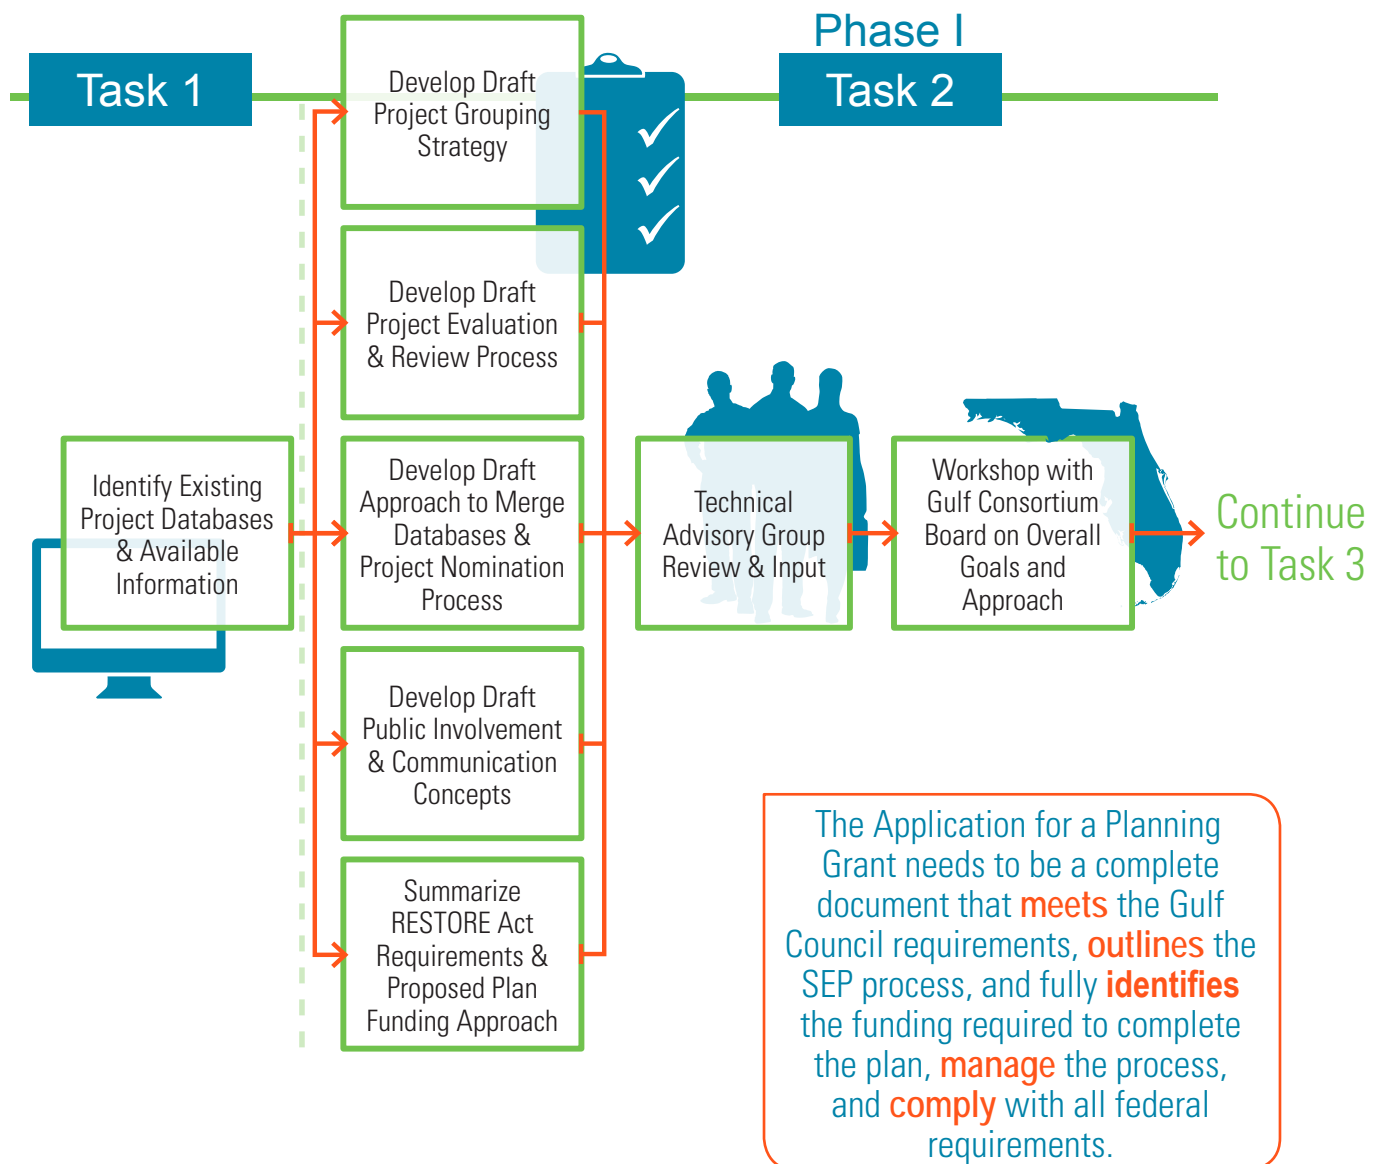 Phase I
Task 1
Task 2
Develop Draft
Project Grouping
Strategy
Develop Draft
Project Evaluation
& Review Process
Identify Existing
Project Databases
& Available
Information
Develop Draft
Approach to Merge
Databases &
Project Nomination
Process
Technical
Advisory Group
Review & Input
Workshop with
Gulf Consortium
Board on Overall
Goals and
Approach
Continue
to Task 3
Develop Draft
Public Involvement
& Communication
Concepts
Summarize
RESTORE Act
Requirements &
Proposed Plan
Funding Approach
The Application for a Planning
Grant needs to be a complete
document that meets the Gulf
Council requirements, outlines the
SEP process, and fully identifies
the funding required to complete
the plan, manage the process,
and comply with all federal
requirements.